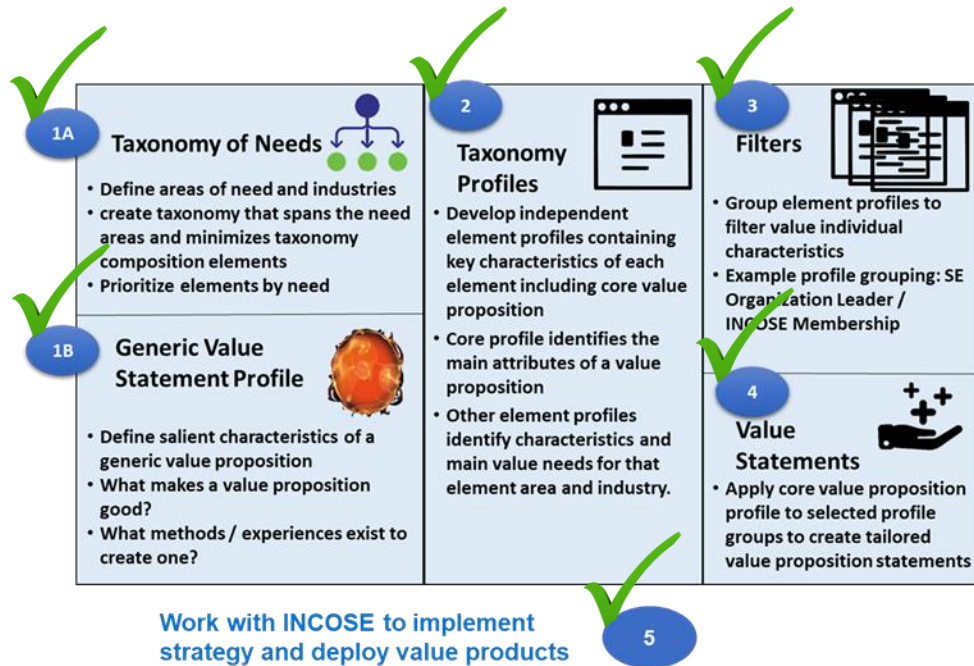 1A
Taxonomy of Needs
• Define areas of need and industries
• create taxonomy that spans the need
areas and minimizes taxonomy
composition elements
• Prioritize elements by need
1B
Generic Value
Statement Profile
• Define salient characteristics of a
generic value proposition
• What makes a value proposition
good?
• What methods / experiences exist to
create one?
2
Taxonomy
Profiles
• Develop independent
element profiles containing
key characteristics of each
element including core value
proposition
• Core profile identifies the
main attributes of a value
proposition
• Other element profiles
identify characteristics and
main value needs for that
element area and industry.
3
Filters
• Group element profiles to
filter value individual
characteristics
• Example profile grouping: SE
Organization Leader /
INCOSE Membership
4
Value
Statements
• Apply core value proposition
profile to selected profile
groups to create tailored
value proposition statements
Work with INCOSE to implement
strategy and deploy value products
5